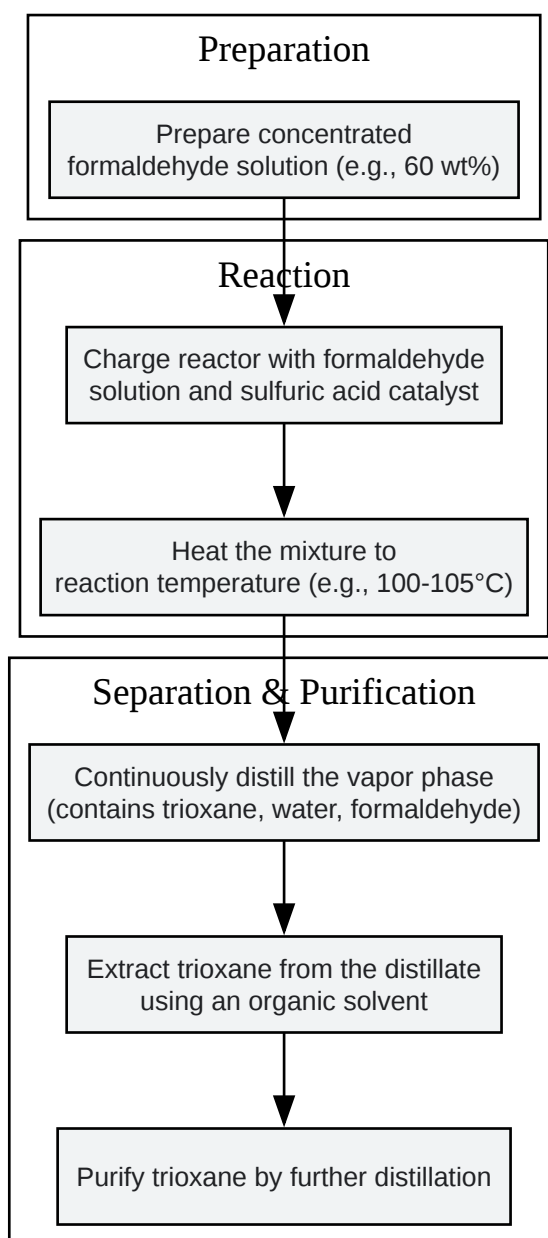 Preparation
Prepare concentrated
formaldehyde solution (e.g., 60 wt%)
Reaction
Charge reactor with formaldehyde
solution and sulfuric acid catalyst
Heat the mixture to
reaction temperature (e.g., 100-105°C)
Separation & Purification
Continuously distill the vapor phase
(contains trioxane, water, formaldehyde)
Extract trioxane from the distillate
using an organic solvent
Purify trioxane by further distillation